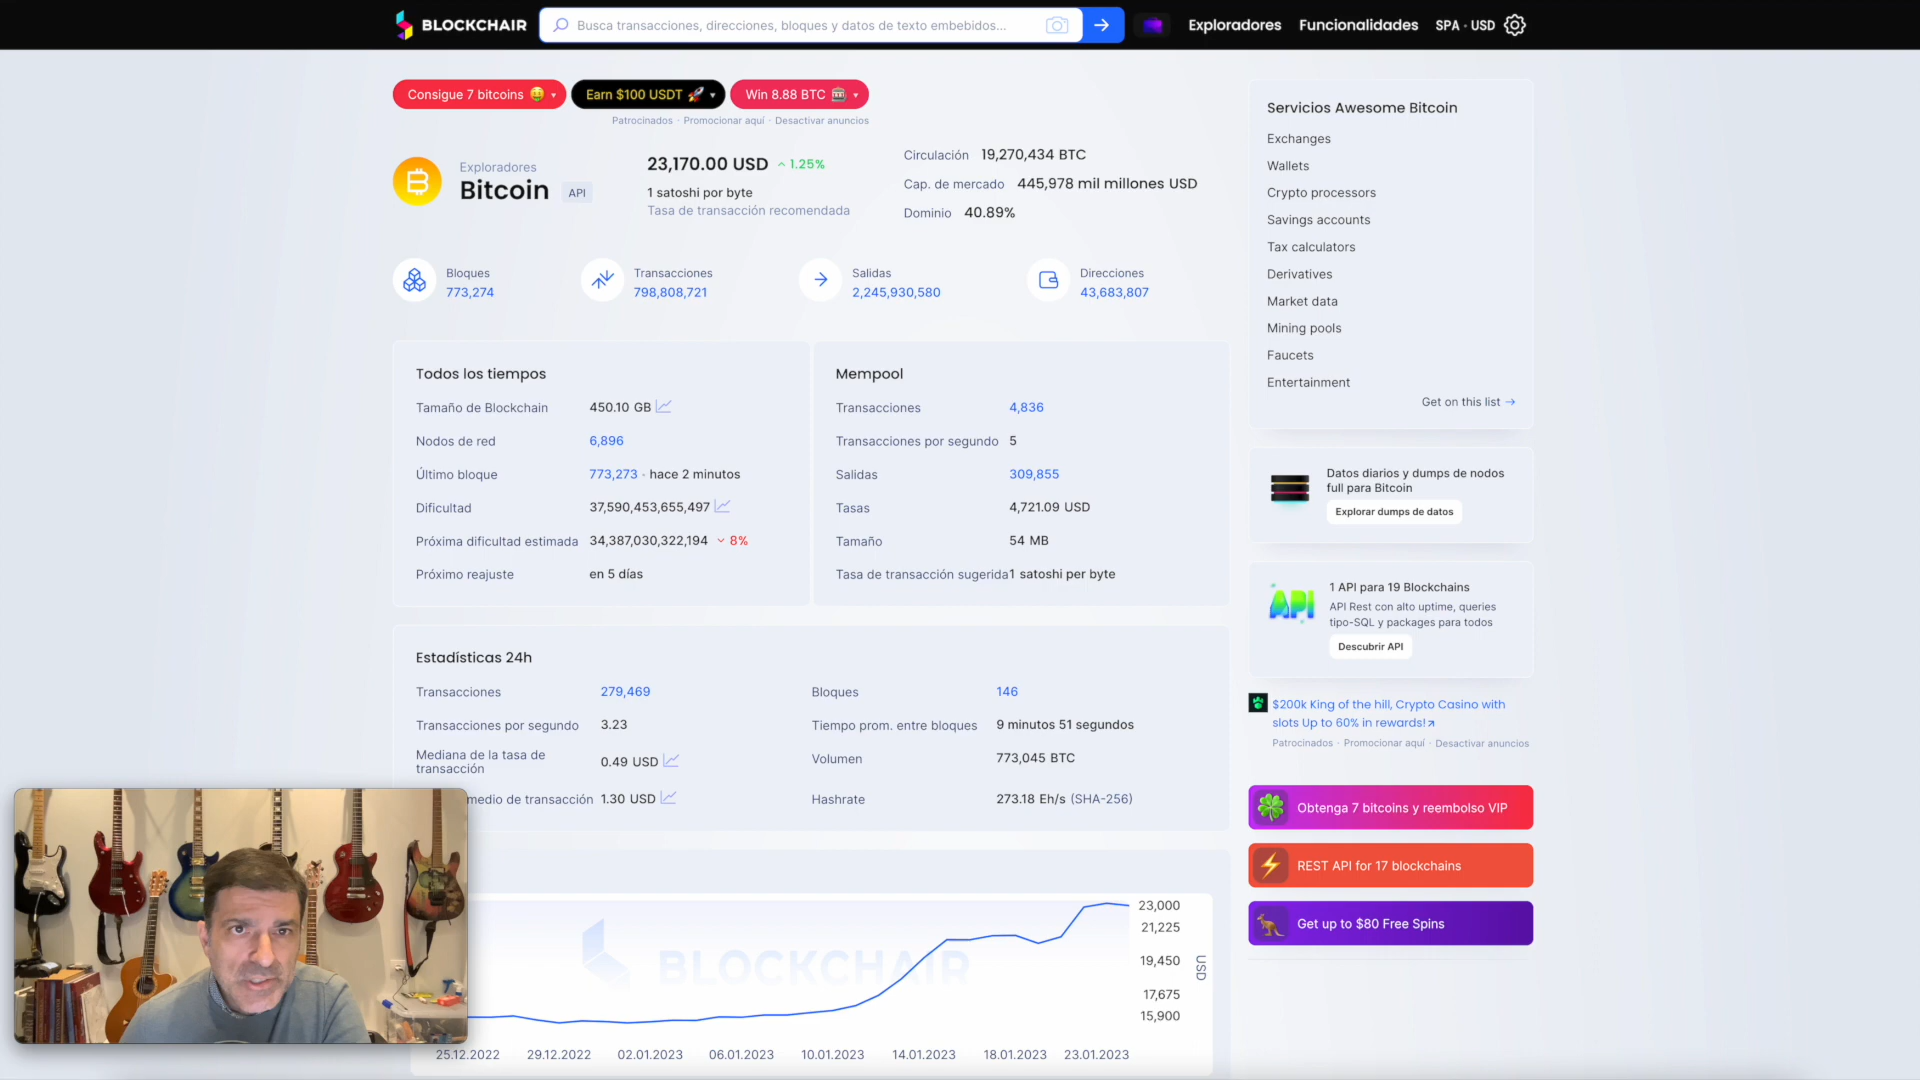 BLOCKCHAIR
Busca transacciones, direcciones, bloques y datos de texto embebidos...
Exploradores
Funcionalidades
SPA · USD
Consigue 7 bitcoins
Earn $100 USDT
Win 8.88 BTC
Patrocinados · Promocionar aquí · Desactivar anuncios
Exploradores
Bitcoin API
23,170.00 USD 1.25%
1 satoshi por byte
Tasa de transacción recomendada
Circulación 19,270,434 BTC
Cap. de mercado 445,978 mil millones USD
Dominio 40.89%
Bloques
773,274
Transacciones
798,808,721
Salidas
2,245,930,580
Direcciones
43,683,807
Todos los tiempos
Tamaño de Blockchain 450.10 GB
Nodos de red 6,896
Último bloque 773,273 · hace 2 minutos
Dificultad 37,590,453,655,497
Próxima dificultad estimada 34,387,030,322,194 8%
Próximo reajuste en 5 días
Mempool
Transacciones 4,836
Transacciones por segundo 5
Salidas 309,855
Tasas 4,721.09 USD
Tamaño 54 MB
Tasa de transacción sugerida 1 satoshi per byte
Estadísticas 24h
Transacciones 279,469
Transacciones por segundo 3.23
Mediana de la tasa de
transacción 0.49 USD
medio de transacción 1.30 USD
Bloques 146
Tiempo prom. entre bloques 9 minutos 51 segundos
Volumen 773,045 BTC
Hashrate 273.18 Eh/s (SHA-256)
BLOCKCHAIR
23,000
21,225
19,450
17,675
15,900
USD
25.12.2022 29.12.2022 02.01.2023 06.01.2023 10.01.2023 14.01.2023 18.01.2023 23.01.2023
Servicios Awesome Bitcoin
Exchanges
Wallets
Crypto processors
Savings accounts
Tax calculators
Derivatives
Market data
Mining pools
Faucets
Entertainment
Get on this list →
Datos diarios y dumps de nodos
full para Bitcoin
Explorar dumps de datos
API
1 API para 19 Blockchains
API Rest con alto uptime, queries
tipo-SQL y packages para todos
Descubrir API
$200k King of the hill, Crypto Casino with
slots Up to 60% in rewards!
Patrocinados · Promocionar aquí · Desactivar anuncios
Obtenga 7 bitcoins y reembolso VIP
REST API for 17 blockchains
Get up to $80 Free Spins